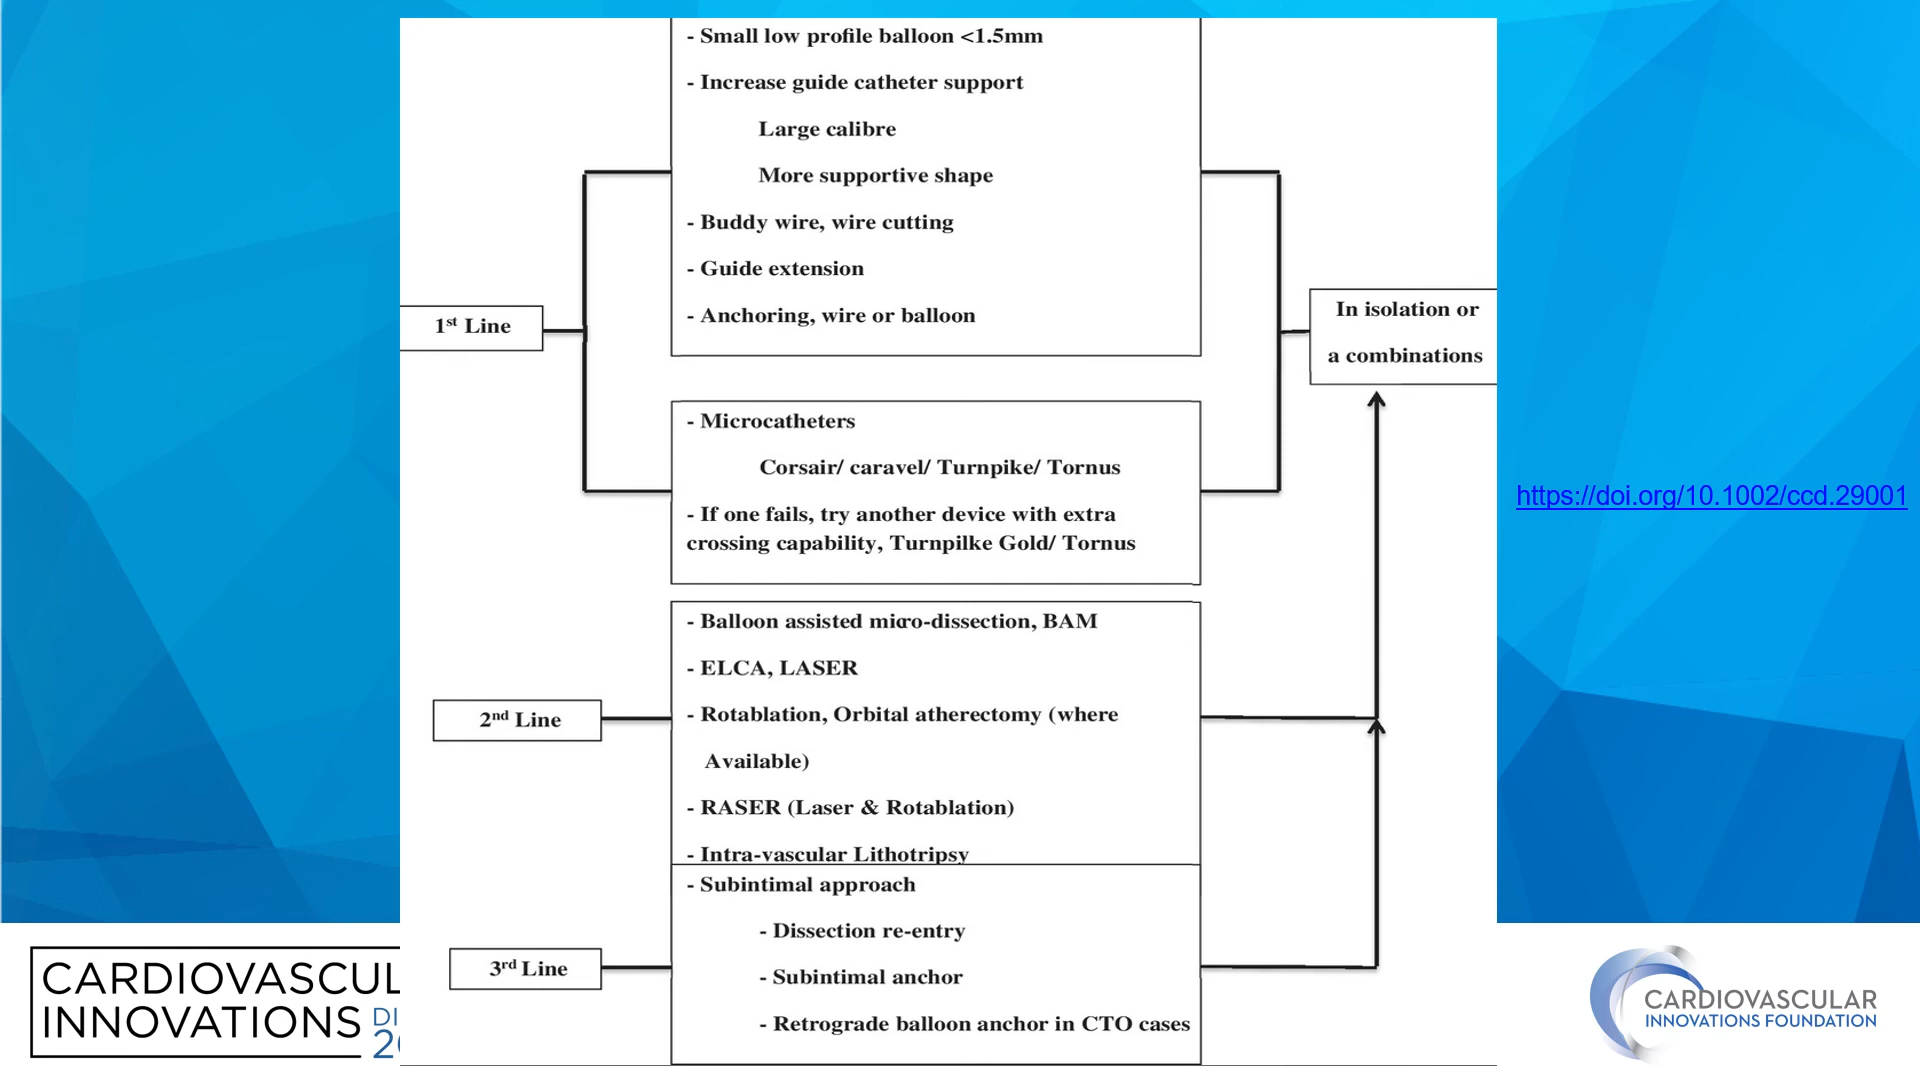 - Small low profile balloon <1.5mm
- Increase guide catheter support
Large calibre
More supportive shape
- Buddy wire, wire cutting
- Guide extension
- Anchoring, wire or balloon
1st Line
In isolation or
a combinations
- Microcatheters
Corsair/ caravel/ Turnpike/ Tornus
- If one fails, try another device with extra
crossing capability, Turnpilke Gold/ Tornus
https://doi.org/10.1002/ccd.29001
- Balloon assisted micro-dissection, BAM
- ELCA, LASER
- Rotablation, Orbital atherectomy (where
Available)
- RASER (Laser & Rotablation)
- Intra-vascular Lithotripsy
2nd Line
- Subintimal approach
- Dissection re-entry
- Subintimal anchor
- Retrograde balloon anchor in CTO cases
3rd Line
CARDIOVASCUL
INNOVATIONS DI
2
CARDIOVASCULAR
INNOVATIONS FOUNDATION